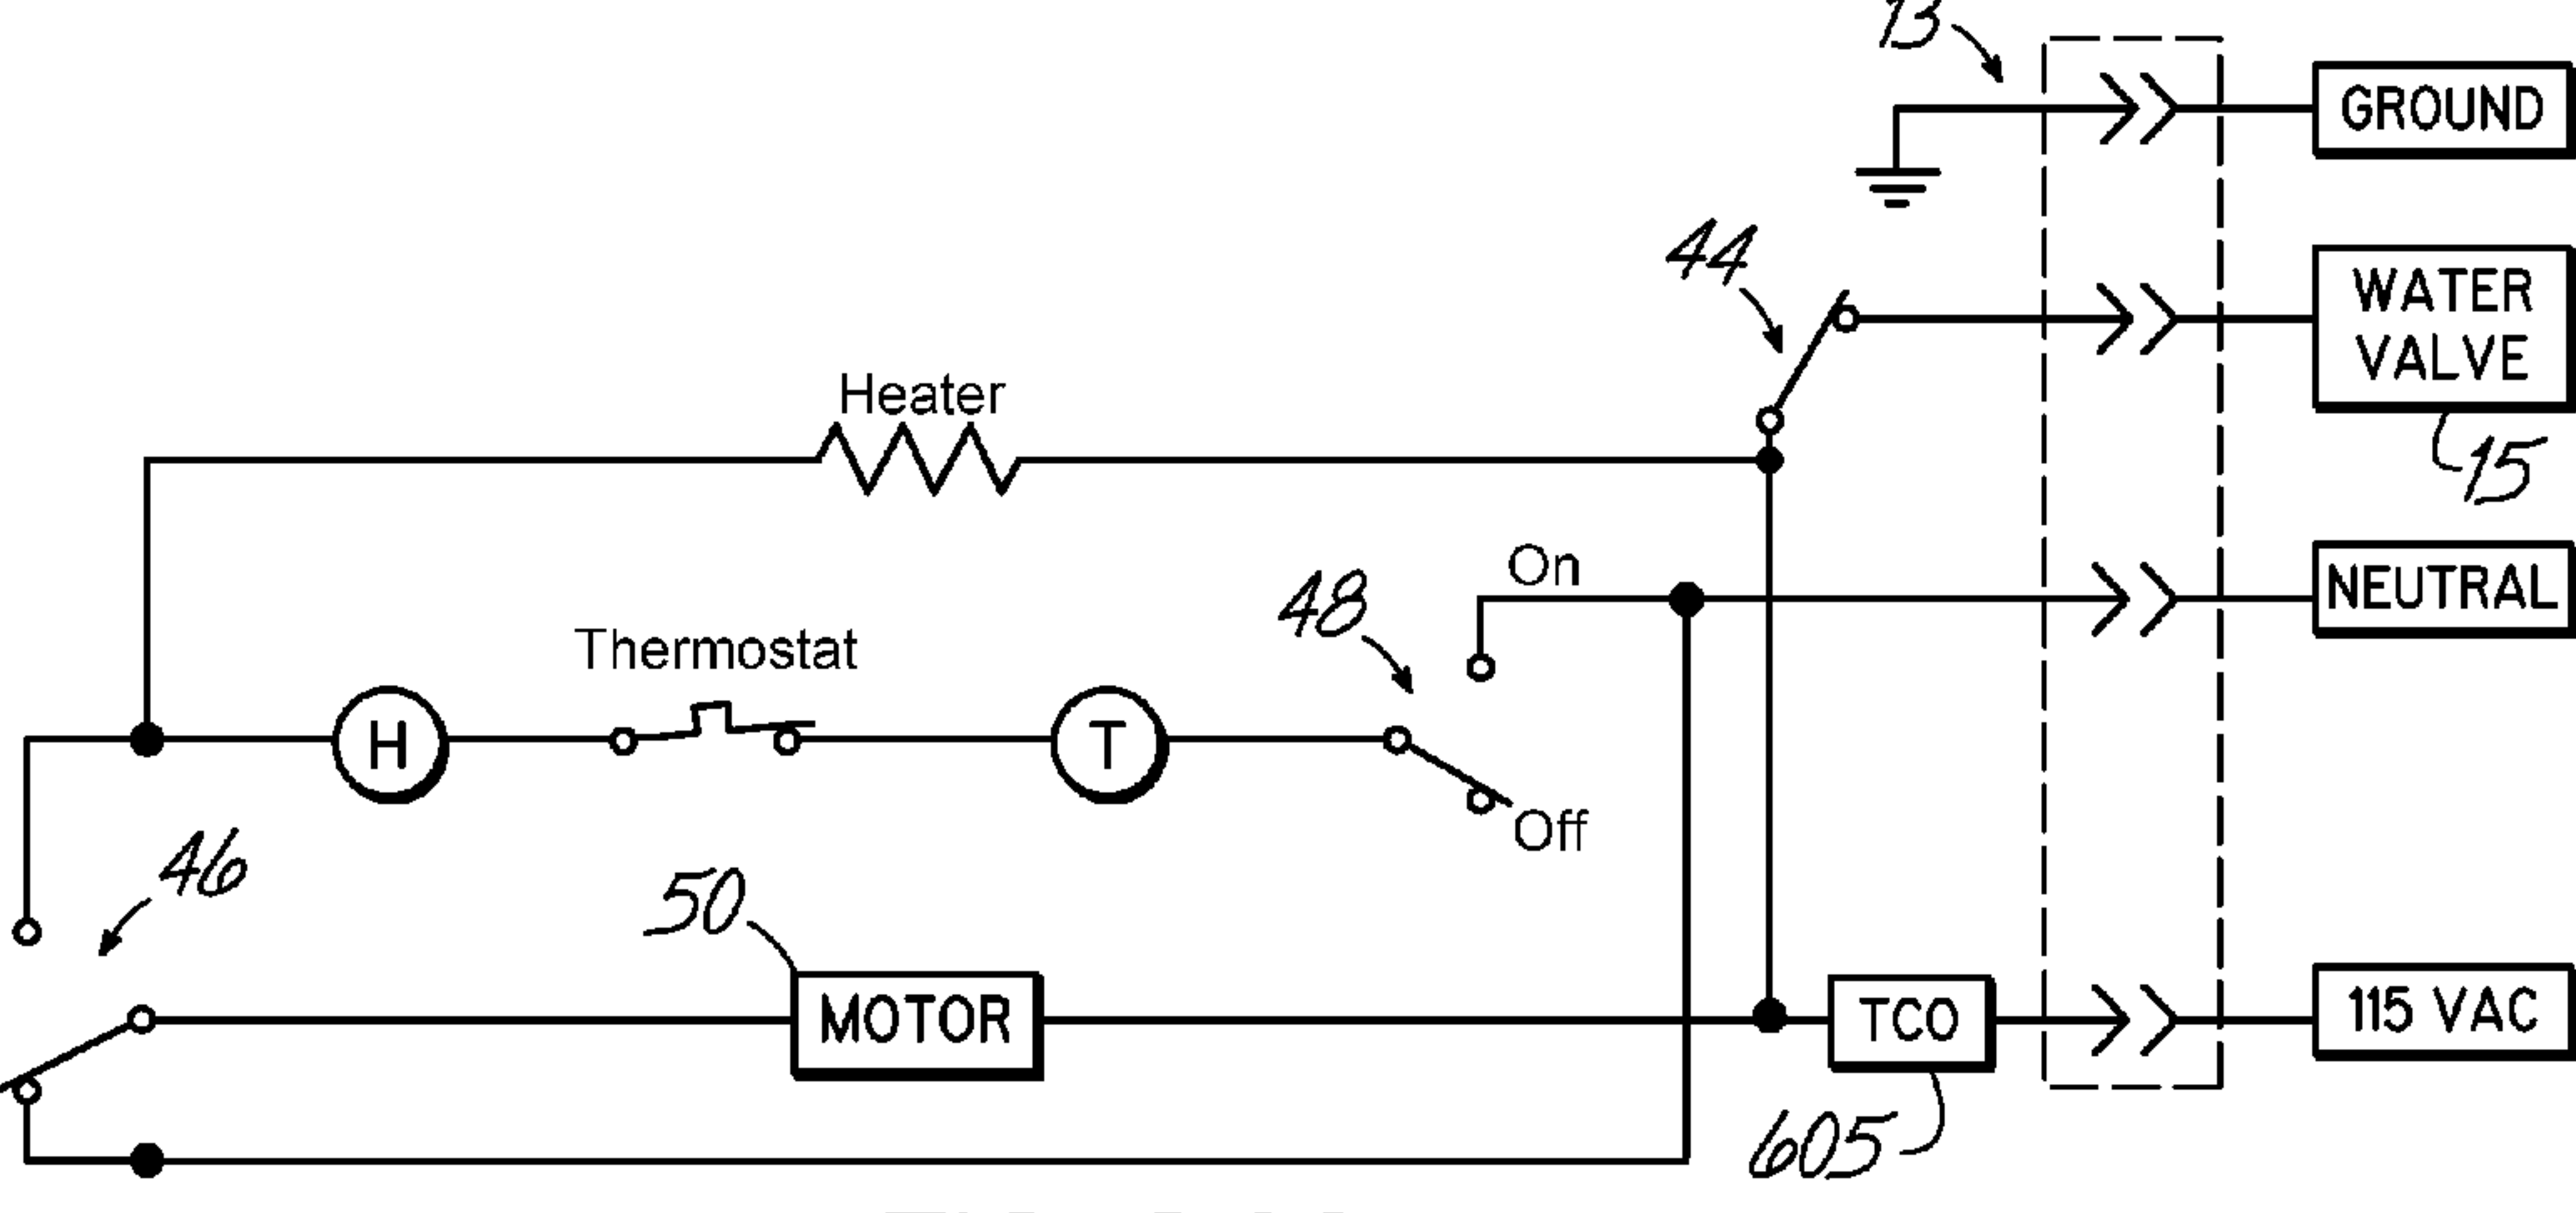 13
GROUND
44
WATER
VALVE
15
Heater
On
NEUTRAL
48
Thermostat
H
T
Off
46
50
MOTOR
TCO
115 VAC
605